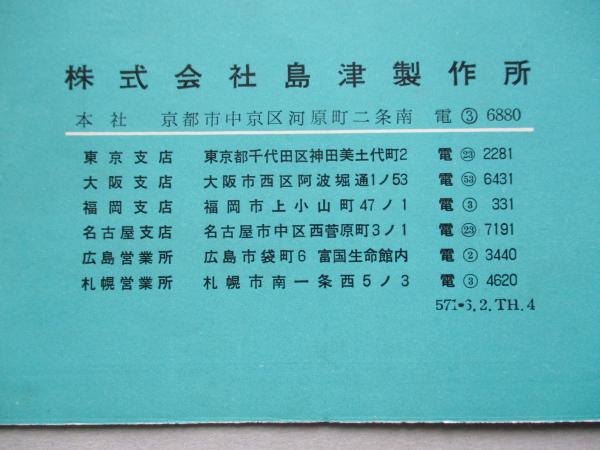 株式会社島津製作所
本社 京都市中京区河原町二条南 電③6880
東京支店 東京都千代田区神田美土代町2 電㉓2281
大阪支店 大阪市西区阿波堀通1ノ53 電53 6431
福岡支店 福岡市上小山町47ノ1 電③331
名古屋支店 名古屋市中区西菅原町3ノ1 電㉓7191
広島営業所 広島市袋町6 富国生命館内 電②3440
札幌営業所 札幌市南一条西5ノ3 電③4620
571•6.2.TH.4